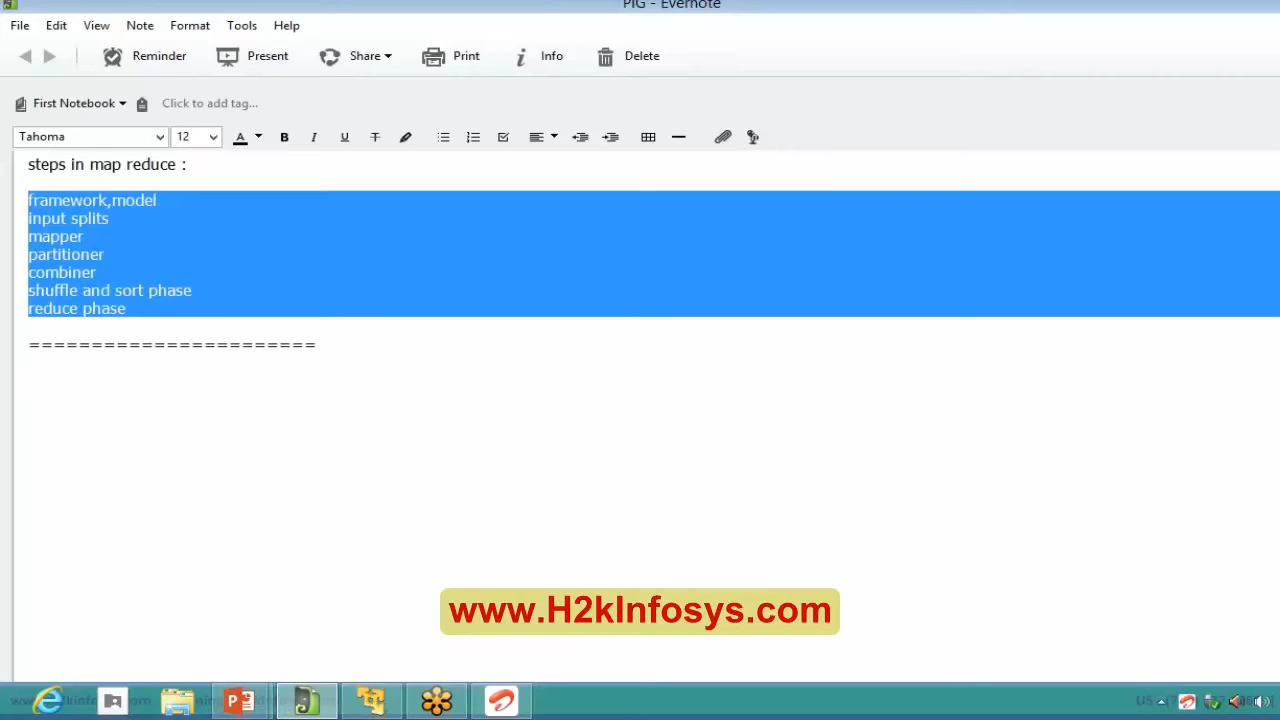 PIG - Evernote
File Edit View Note Format Tools Help
Reminder Present Share Print Info Delete
First Notebook Click to add tag...
Tahoma 12 A B I U T
steps in map reduce :
framework,model
input splits
mapper
partitioner
combiner
shuffle and sort phase
reduce phase
=======================
www.H2kInfosys.com